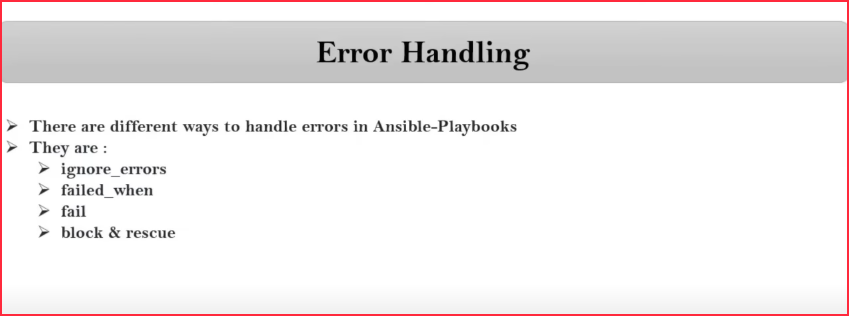 Error Handling
There are different ways to handle errors in Ansible-Playbooks
They are :
ignore_errors
failed_when
fail
block & rescue